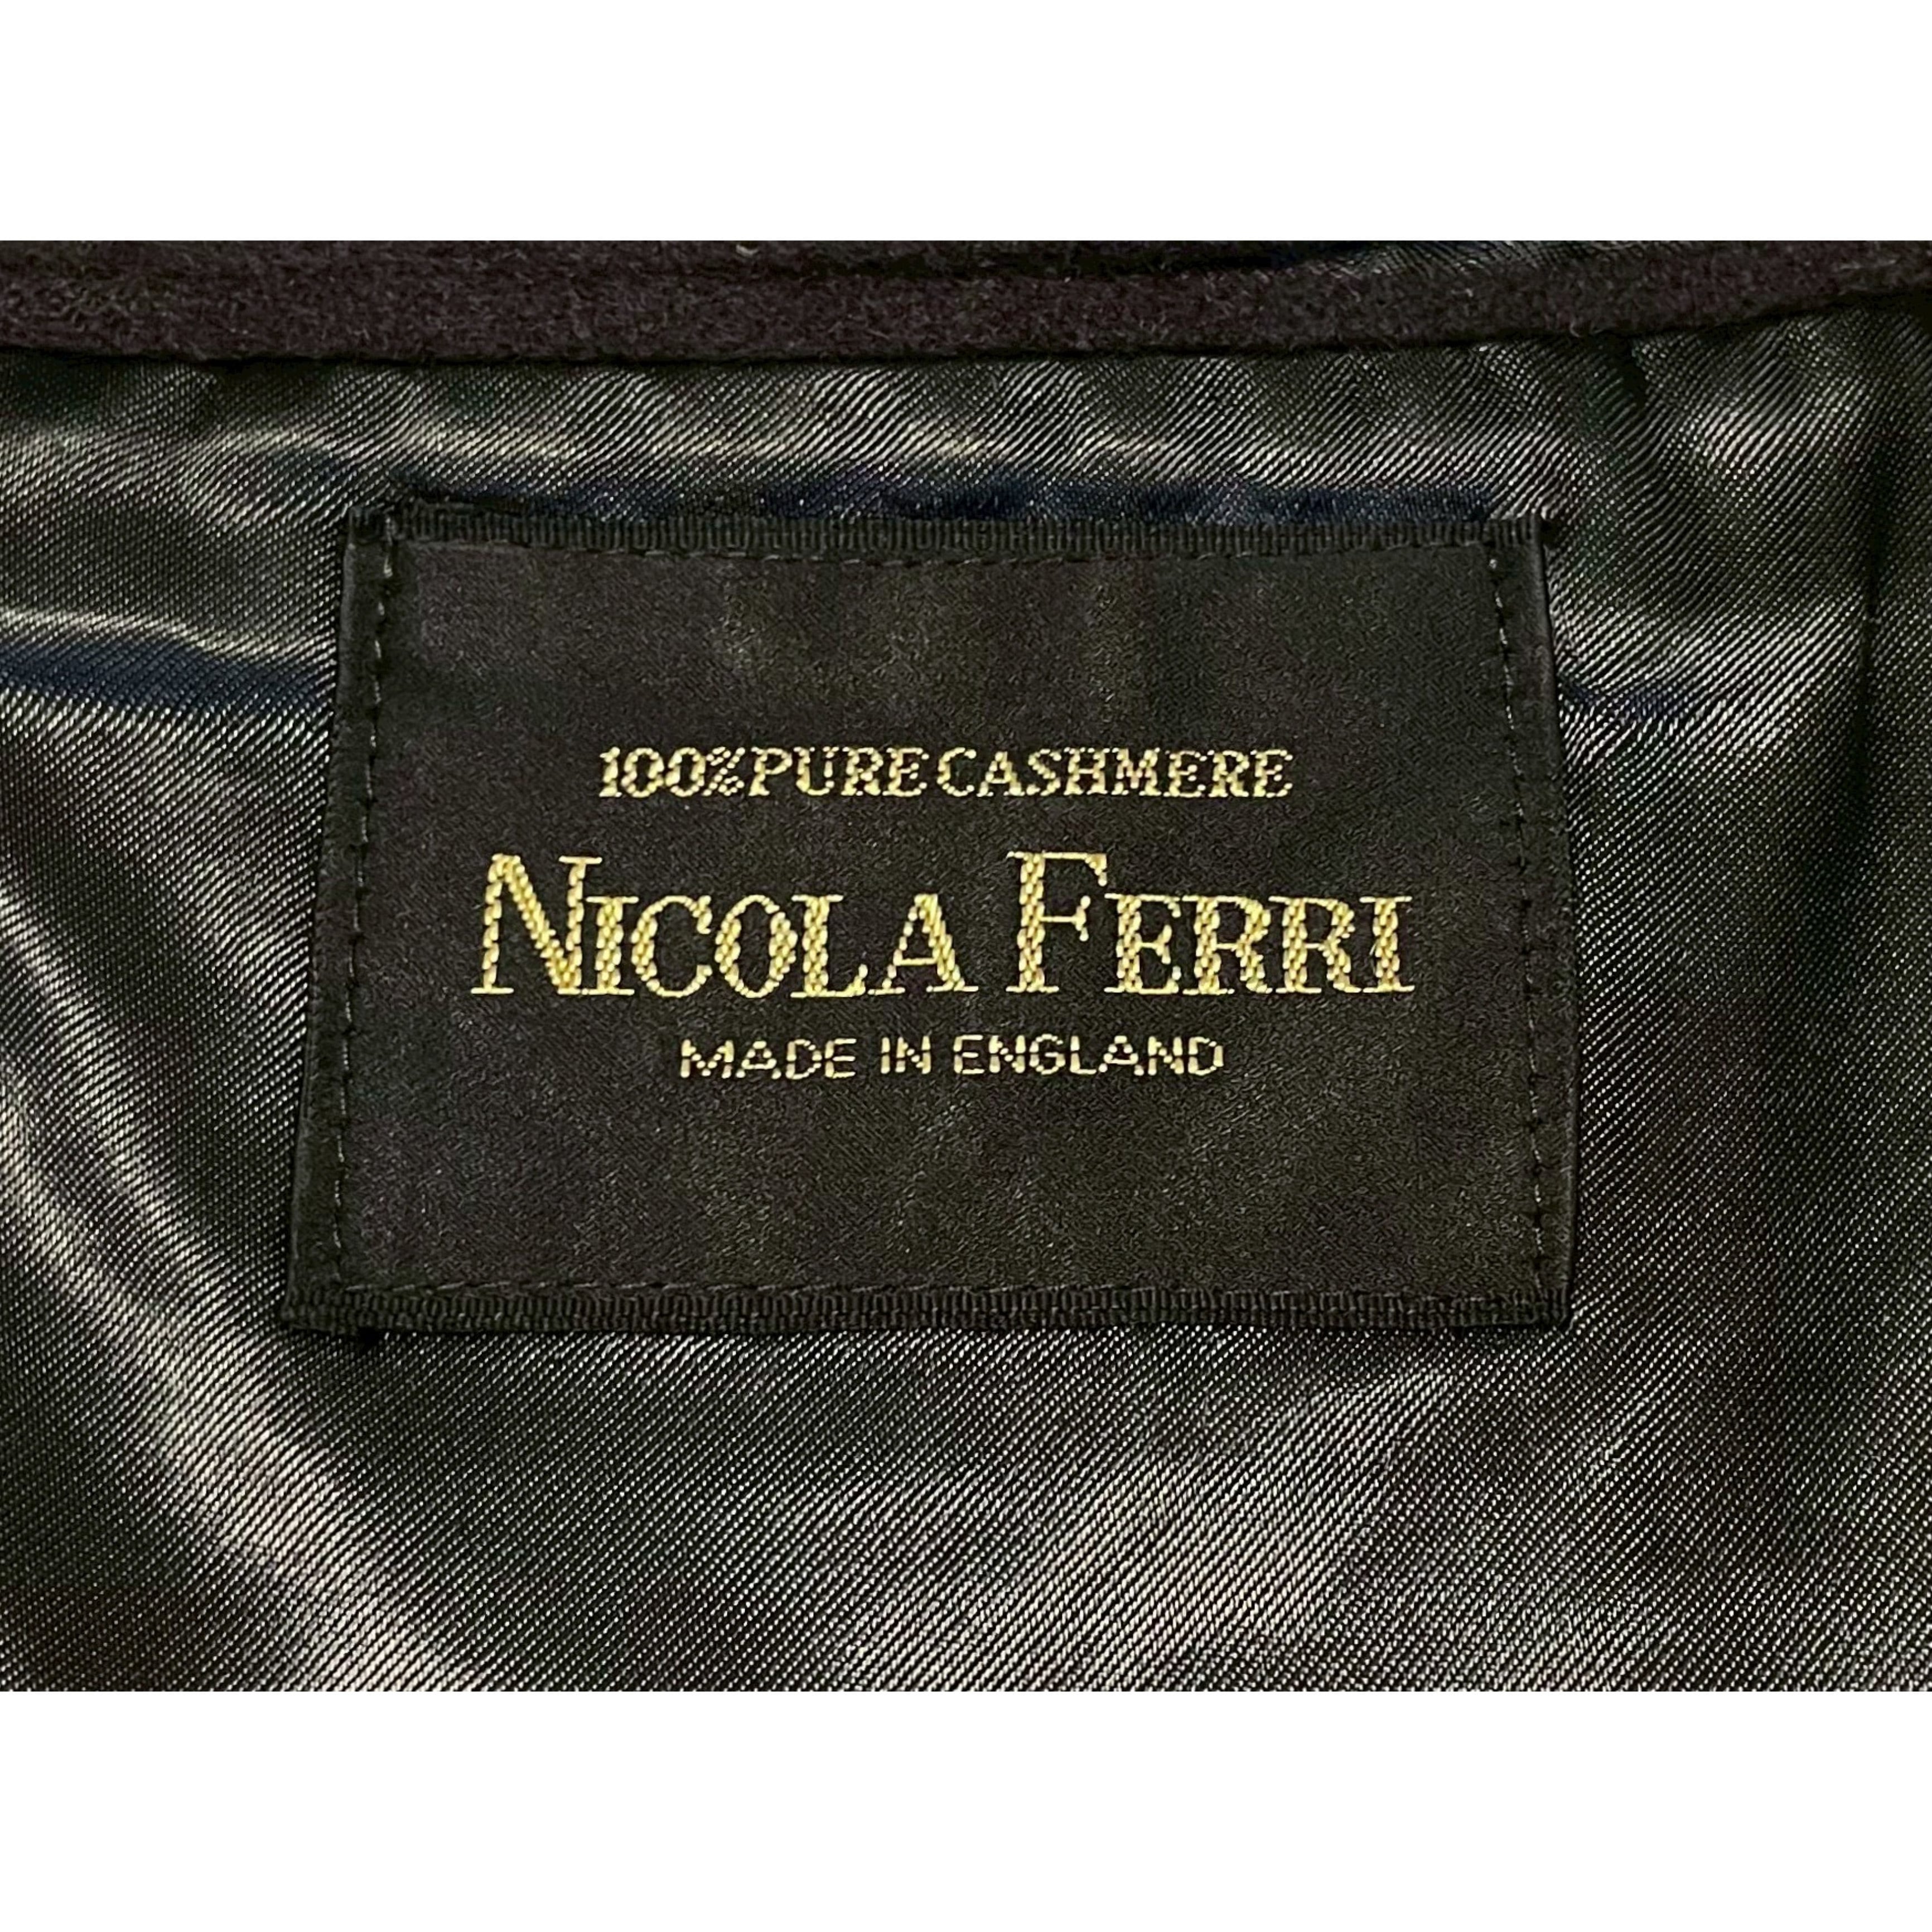 100% PURE CASHMERE
NICOLA FERRI
MADE IN ENGLAND